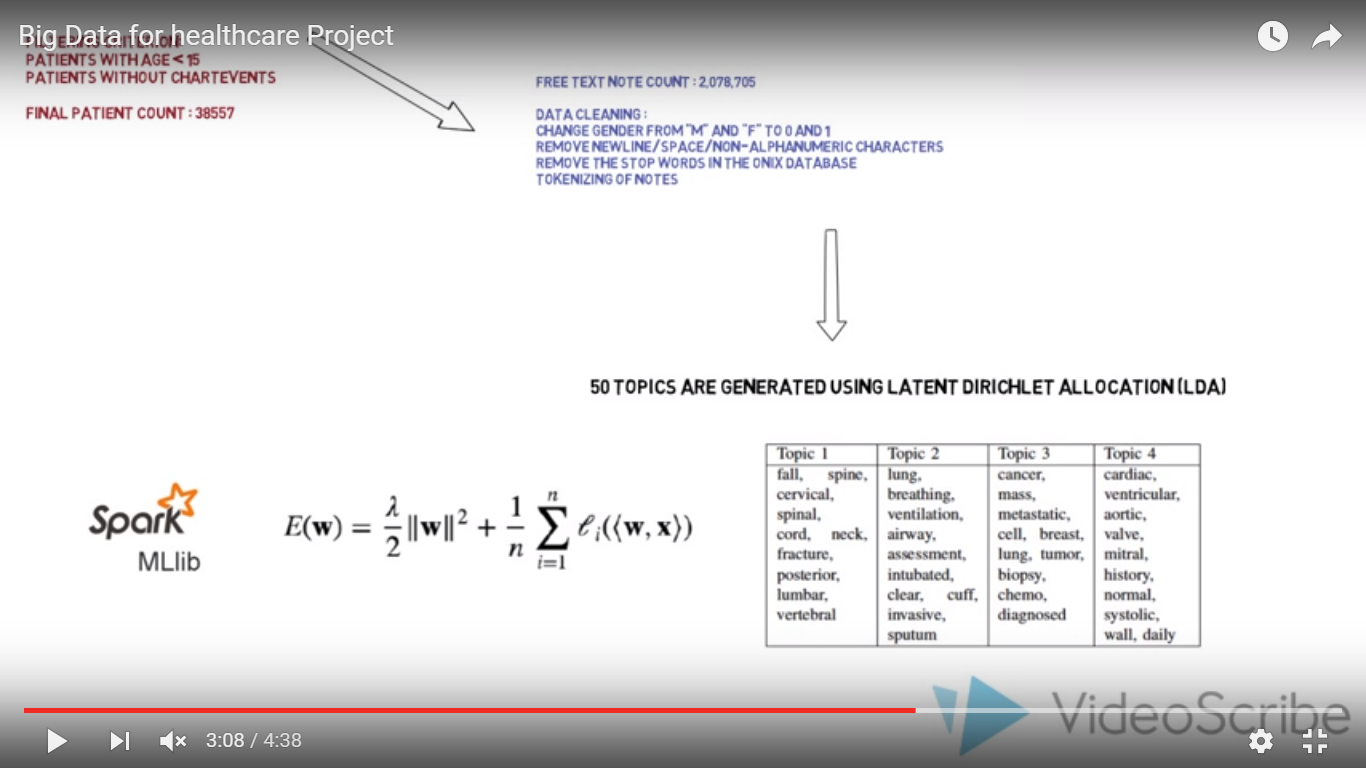 Big Data for healthcare Project
PATIENTS WITH AGE < 15
PATIENTS WITHOUT CHARTEVENTS
FINAL PATIENT COUNT : 38557
FREE TEXT NOTE COUNT : 2,078,705
DATA CLEANING :
CHANGE GENDER FROM "M" AND "F" TO 0 AND 1
REMOVE NEWLINE/SPACE/NON-ALPHANUMERIC CHARACTERS
REMOVE THE STOP WORDS IN THE ONIX DATABASE
TOKENIZING OF NOTES
50 TOPICS ARE GENERATED USING LATENT DIRICHLET ALLOCATION (LDA)
Spark
MLlib
E(w) = λ/2 ||w||² + 1/n ∑ⁿᵢ₌₁ ℓᵢ(⟨w, x⟩)
Topic 1 Topic 2 Topic 3 Topic 4
fall, spine, lung, cancer, cardiac,
cervical, breathing, mass, ventricular,
spinal, ventilation, metastatic, aortic,
cord, neck, airway, cell, breast, valve,
fracture, assessment, lung, tumor, mitral,
posterior, intubated, biopsy, history,
lumbar, clear, cuff, chemo, normal,
vertebral invasive, diagnosed systolic,
sputum wall, daily
VideoScribe
3:08 / 4:38